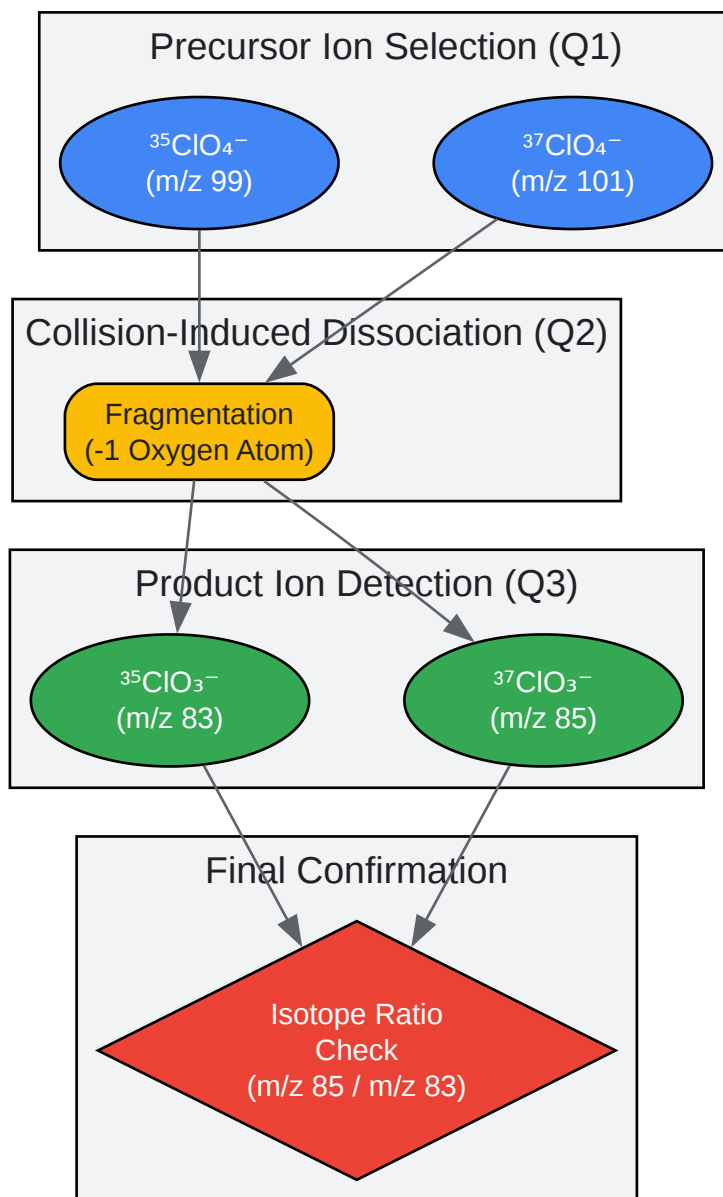 Precursor Ion Selection (Q1)
³⁵ClO₄⁻
(m/z 99)
³⁷ClO₄⁻
(m/z 101)
Collision-Induced Dissociation (Q2)
Fragmentation
(-1 Oxygen Atom)
Product Ion Detection (Q3)
³⁵ClO₃⁻
(m/z 83)
³⁷ClO₃⁻
(m/z 85)
Final Confirmation
Isotope Ratio
Check
(m/z 85 / m/z 83)